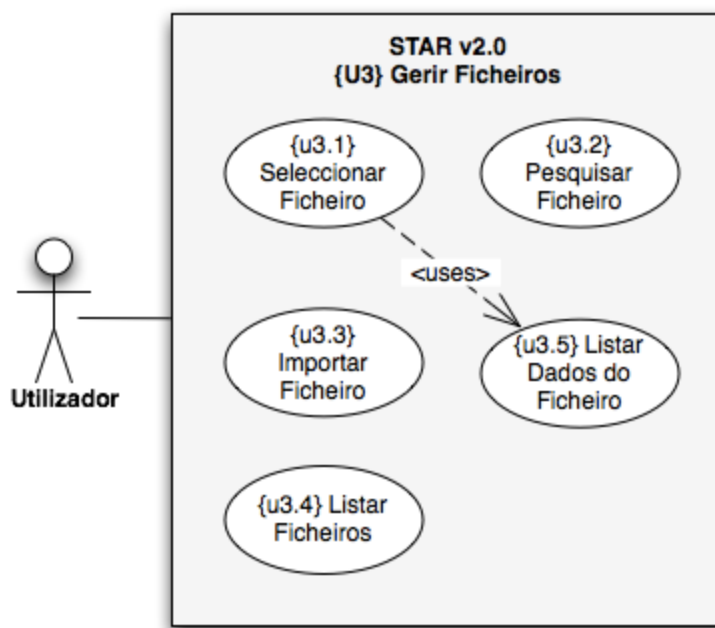 STAR v2.0
{U3} Gerir Ficheiros
{u3.1}
Seleccionar
Ficheiro
{u3.2}
Pesquisar
Ficheiro
<uses>
{u3.3}
Importar
Ficheiro
{u3.5} Listar
Dados do
Ficheiro
Utilizador
{u3.4} Listar
Ficheiros